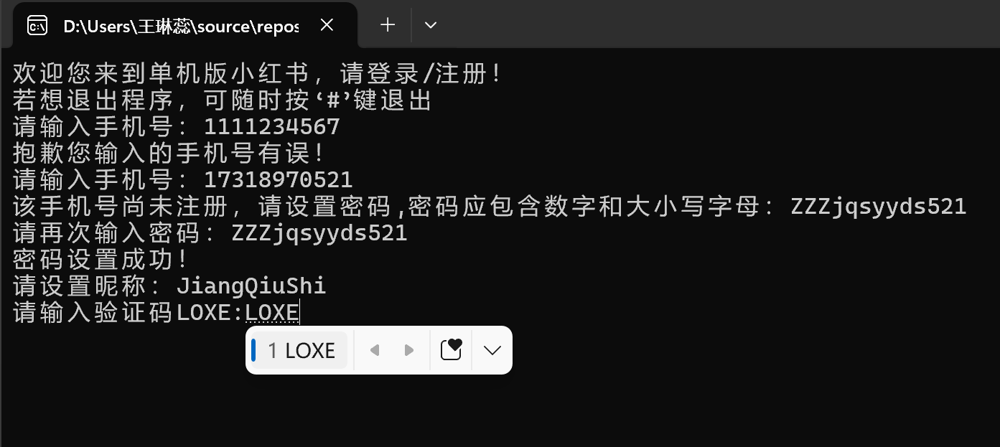 D:\Users\王琳蕊\source\repos
欢迎您来到单机版小红书，请登录/注册！
若想退出程序，可随时按‘#’键退出
请输入手机号：1111234567
抱歉您输入的手机号有误！
请输入手机号：17318970521
该手机号尚未注册，请设置密码,密码应包含数字和大小写字母：ZZZjqsyyds521
请再次输入密码：ZZZjqsyyds521
密码设置成功！
请设置昵称：JiangQiuShi
请输入验证码LOXE:LOXE
1 LOXE